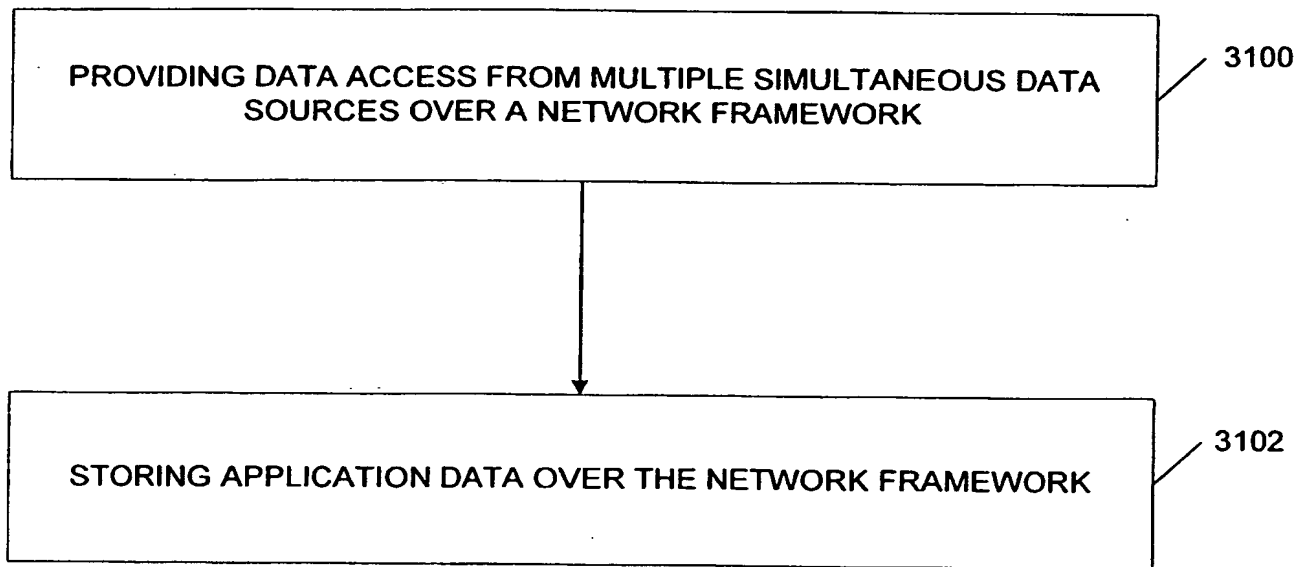 PROVIDING DATA ACCESS FROM MULTIPLE SIMULTANEOUS DATA
SOURCES OVER A NETWORK FRAMEWORK
3100
STORING APPLICATION DATA OVER THE NETWORK FRAMEWORK
3102